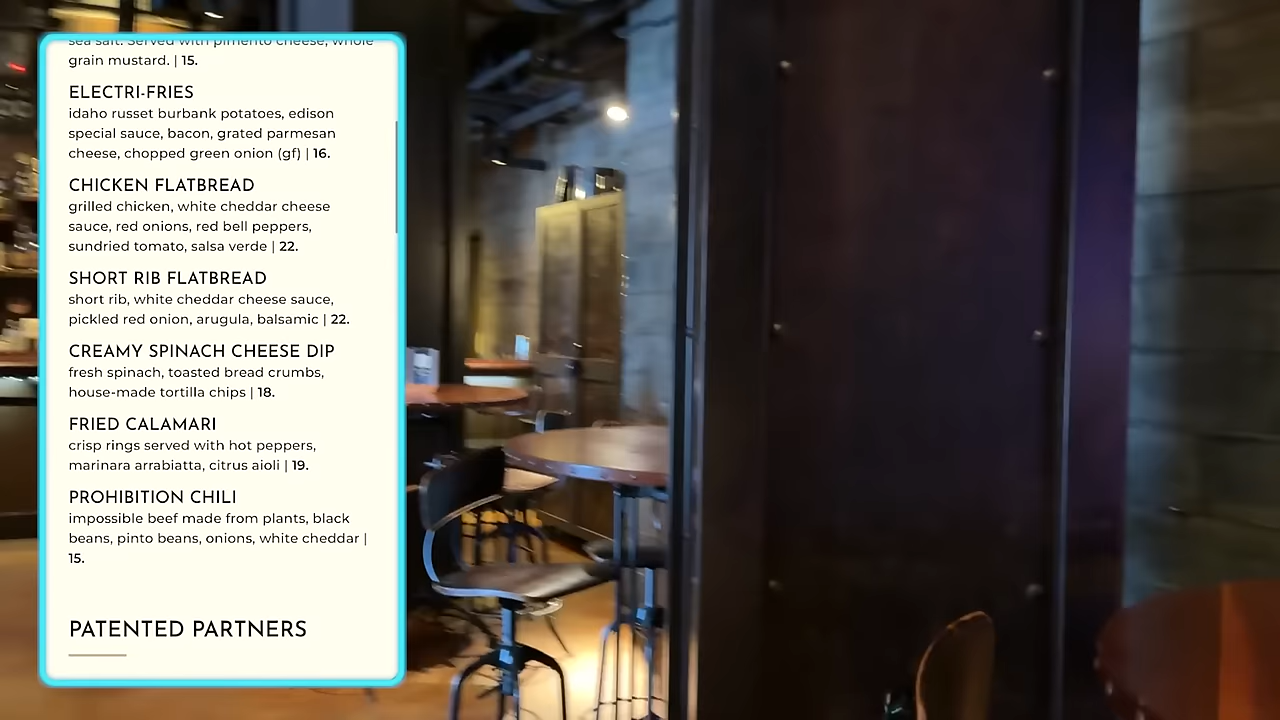 sea salt. Served with pimento cheese, whole
grain mustard. | 15.
ELECTRI-FRIES
idaho russet burbank potatoes, edison
special sauce, bacon, grated parmesan
cheese, chopped green onion (gf) | 16.
CHICKEN FLATBREAD
grilled chicken, white cheddar cheese
sauce, red onions, red bell peppers,
sundried tomato, salsa verde | 22.
SHORT RIB FLATBREAD
short rib, white cheddar cheese sauce,
pickled red onion, arugula, balsamic | 22.
CREAMY SPINACH CHEESE DIP
fresh spinach, toasted bread crumbs,
house-made tortilla chips | 18.
FRIED CALAMARI
crisp rings served with hot peppers,
marinara arrabiatta, citrus aioli | 19.
PROHIBITION CHILI
impossible beef made from plants, black
beans, pinto beans, onions, white cheddar |
15.
PATENTED PARTNERS